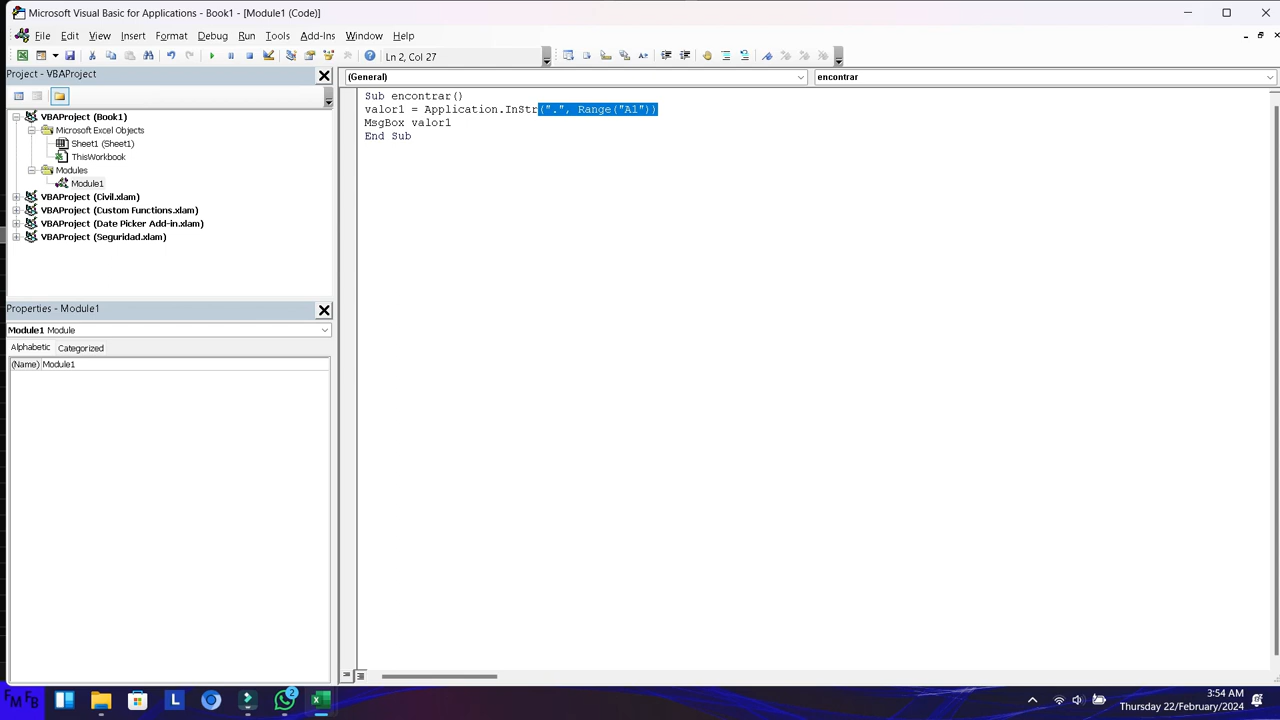 Microsoft Visual Basic for Applications - Book1 - [Module1 (Code)]
File Edit View Insert Format Debug Run Tools Add-Ins Window Help
Ln 2, Col 27
Project - VBAProject
(General)
encontrar
VBAProject (Book1)
Microsoft Excel Objects
Sheet1 (Sheet1)
ThisWorkbook
Modules
Module1
VBAProject (Civil.xlam)
VBAProject (Custom Functions.xlam)
VBAProject (Date Picker Add-in.xlam)
VBAProject (Seguridad.xlam)
Sub encontrar()
valor1 = Application.InStr(".", Range("A1"))
MsgBox valor1
End Sub
Properties - Module1
Module1 Module
Alphabetic Categorized
(Name) Module1
FM FB
L
2
3:54 AM
Thursday 22/February/2024